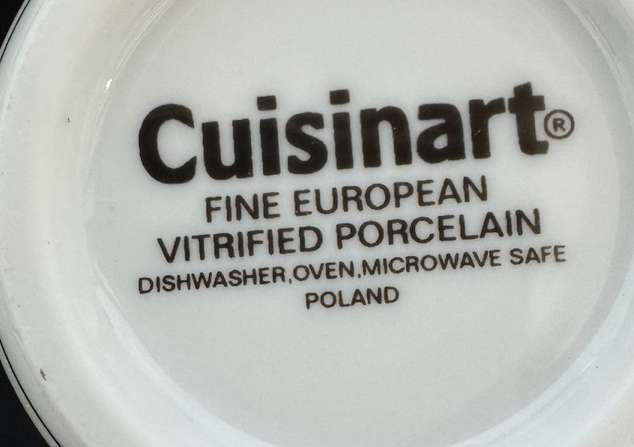 Cuisinart®
FINE EUROPEAN
VITRIFIED PORCELAIN
DISHWASHER,OVEN,MICROWAVE SAFE
POLAND